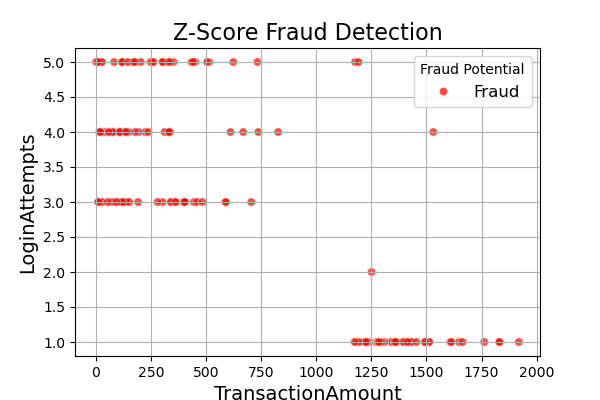 Z-Score Fraud Detection
Fraud Potential
Fraud
LoginAttempts
5.0
4.5
4.0
3.5
3.0
2.5
2.0
1.5
1.0
0 250 500 750 1000 1250 1500 1750 2000
TransactionAmount